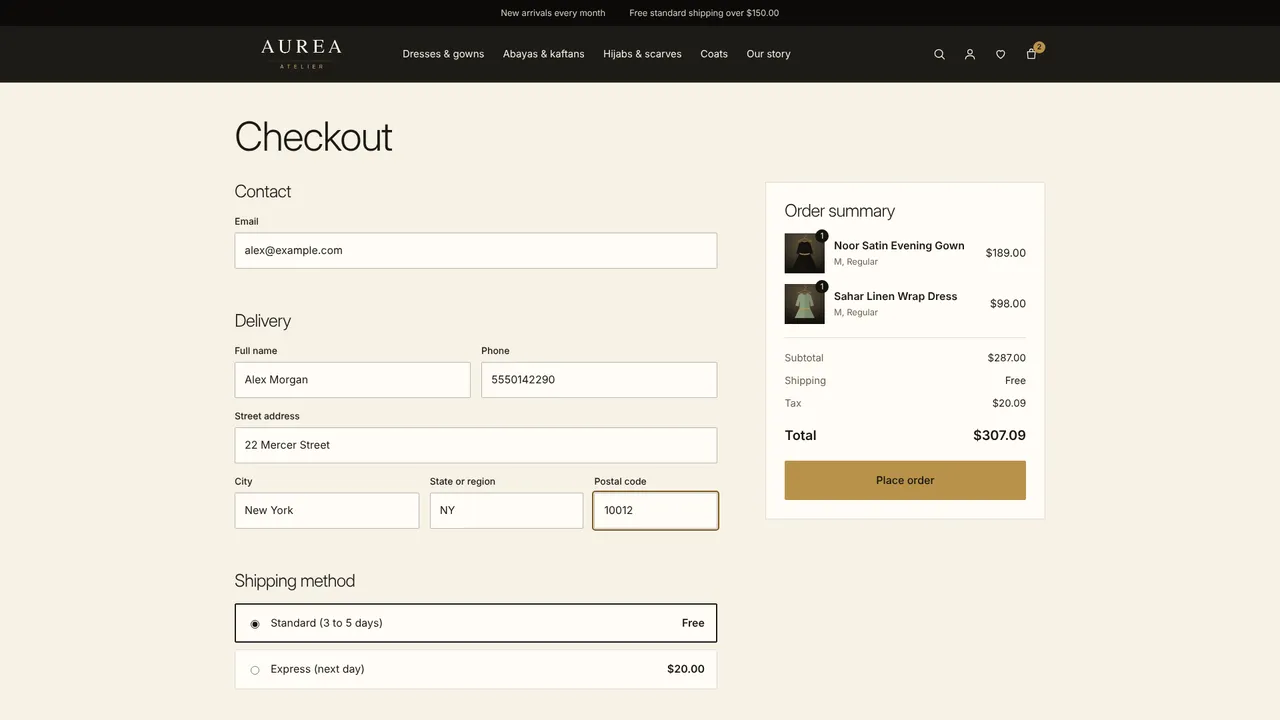 New arrivals every month Free standard shipping over $150.00
AUREA
ATELIER
Dresses & gowns Abayas & kaftans Hijabs & scarves Coats Our story
2
Checkout
Contact
Email
alex@example.com
Delivery
Full name Phone
Alex Morgan 5550142290
Street address
22 Mercer Street
City State or region Postal code
New York NY 10012
Shipping method
Standard (3 to 5 days) Free
Express (next day) $20.00
Order summary
1
Noor Satin Evening Gown $189.00
M, Regular
1
Sahar Linen Wrap Dress $98.00
M, Regular
Subtotal $287.00
Shipping Free
Tax $20.09
Total $307.09
Place order